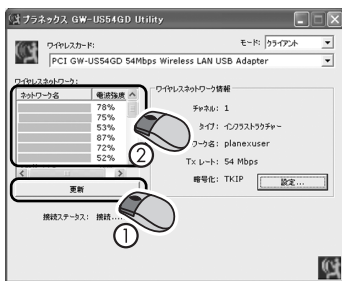 プラネックス GW-US54GD Utility
ワイヤレスカード:
モード: クライアント
PCI GW-US54GD 54Mbps Wireless LAN USB Adapter
ワイヤレスネットワーク:
ネットワーク名 電波強度
78%
75%
53%
87%
72%
52%
②
更新
接続ステータス: 接続....
①
ワイヤレスネットワーク情報
チャネル: 1
タイプ: インフラストラクチャー
ワーク名: planexuser
Tx レート: 54 Mbps
暗号化: TKIP
設定...